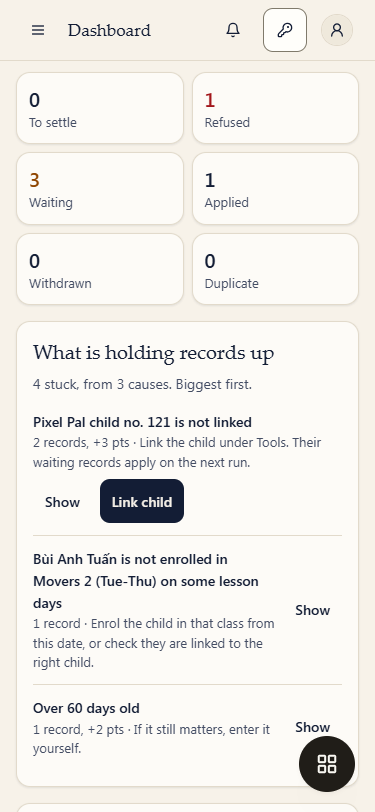 Dashboard
0
To settle
1
Refused
3
Waiting
1
Applied
0
Withdrawn
0
Duplicate
What is holding records up
4 stuck, from 3 causes. Biggest first.
Pixel Pal child no. 121 is not linked
2 records, +3 pts · Link the child under Tools. Their
waiting records apply on the next run.
Show
Link child
Bùi Anh Tuấn is not enrolled in
Movers 2 (Tue-Thu) on some lesson
days
1 record · Enrol the child in that class from
this date, or check they are linked to the
right child.
Show
Over 60 days old
1 record, +2 pts · If it still matters, enter it
yourself.
Show